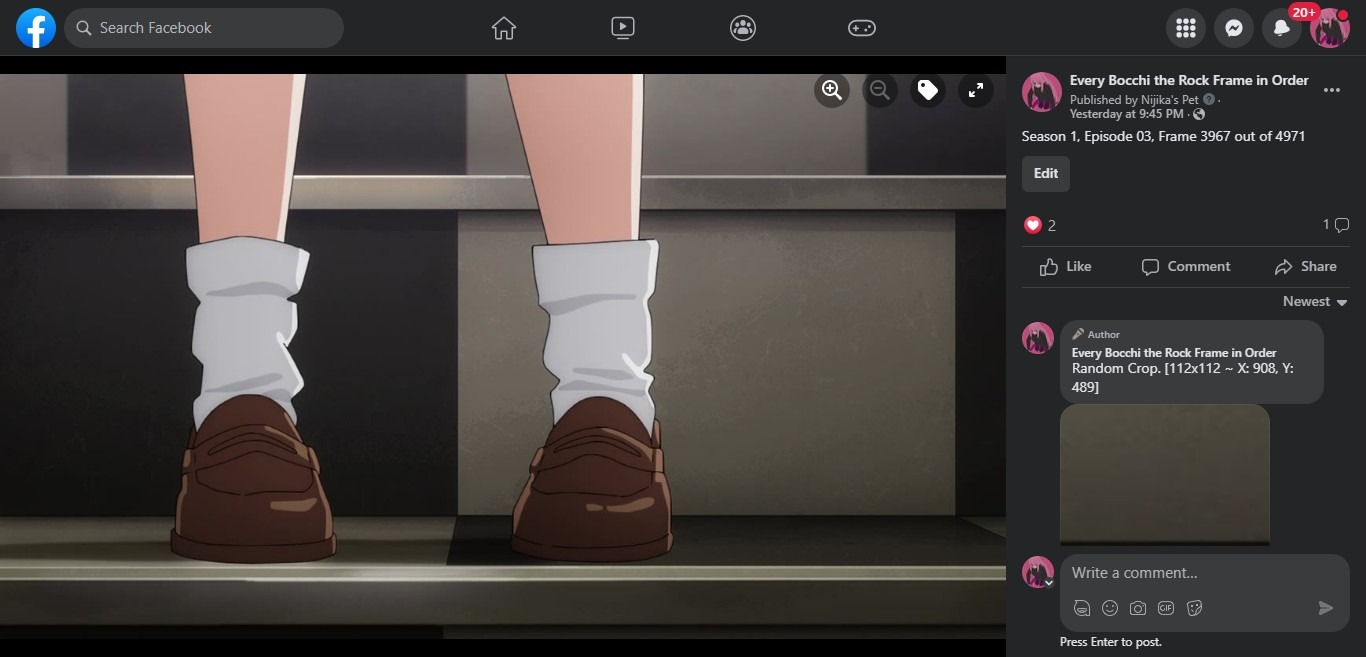 Search Facebook
20+
Every Bocchi the Rock Frame in Order
Published by Nijika's Pet ·
Yesterday at 9:45 PM ·
Season 1, Episode 03, Frame 3967 out of 4971
Edit
2
1
Like
Comment
Share
Newest
Author
Every Bocchi the Rock Frame in Order
Random Crop. [112x112 ~ X: 908, Y:
489]
Write a comment...
GIF
Press Enter to post.